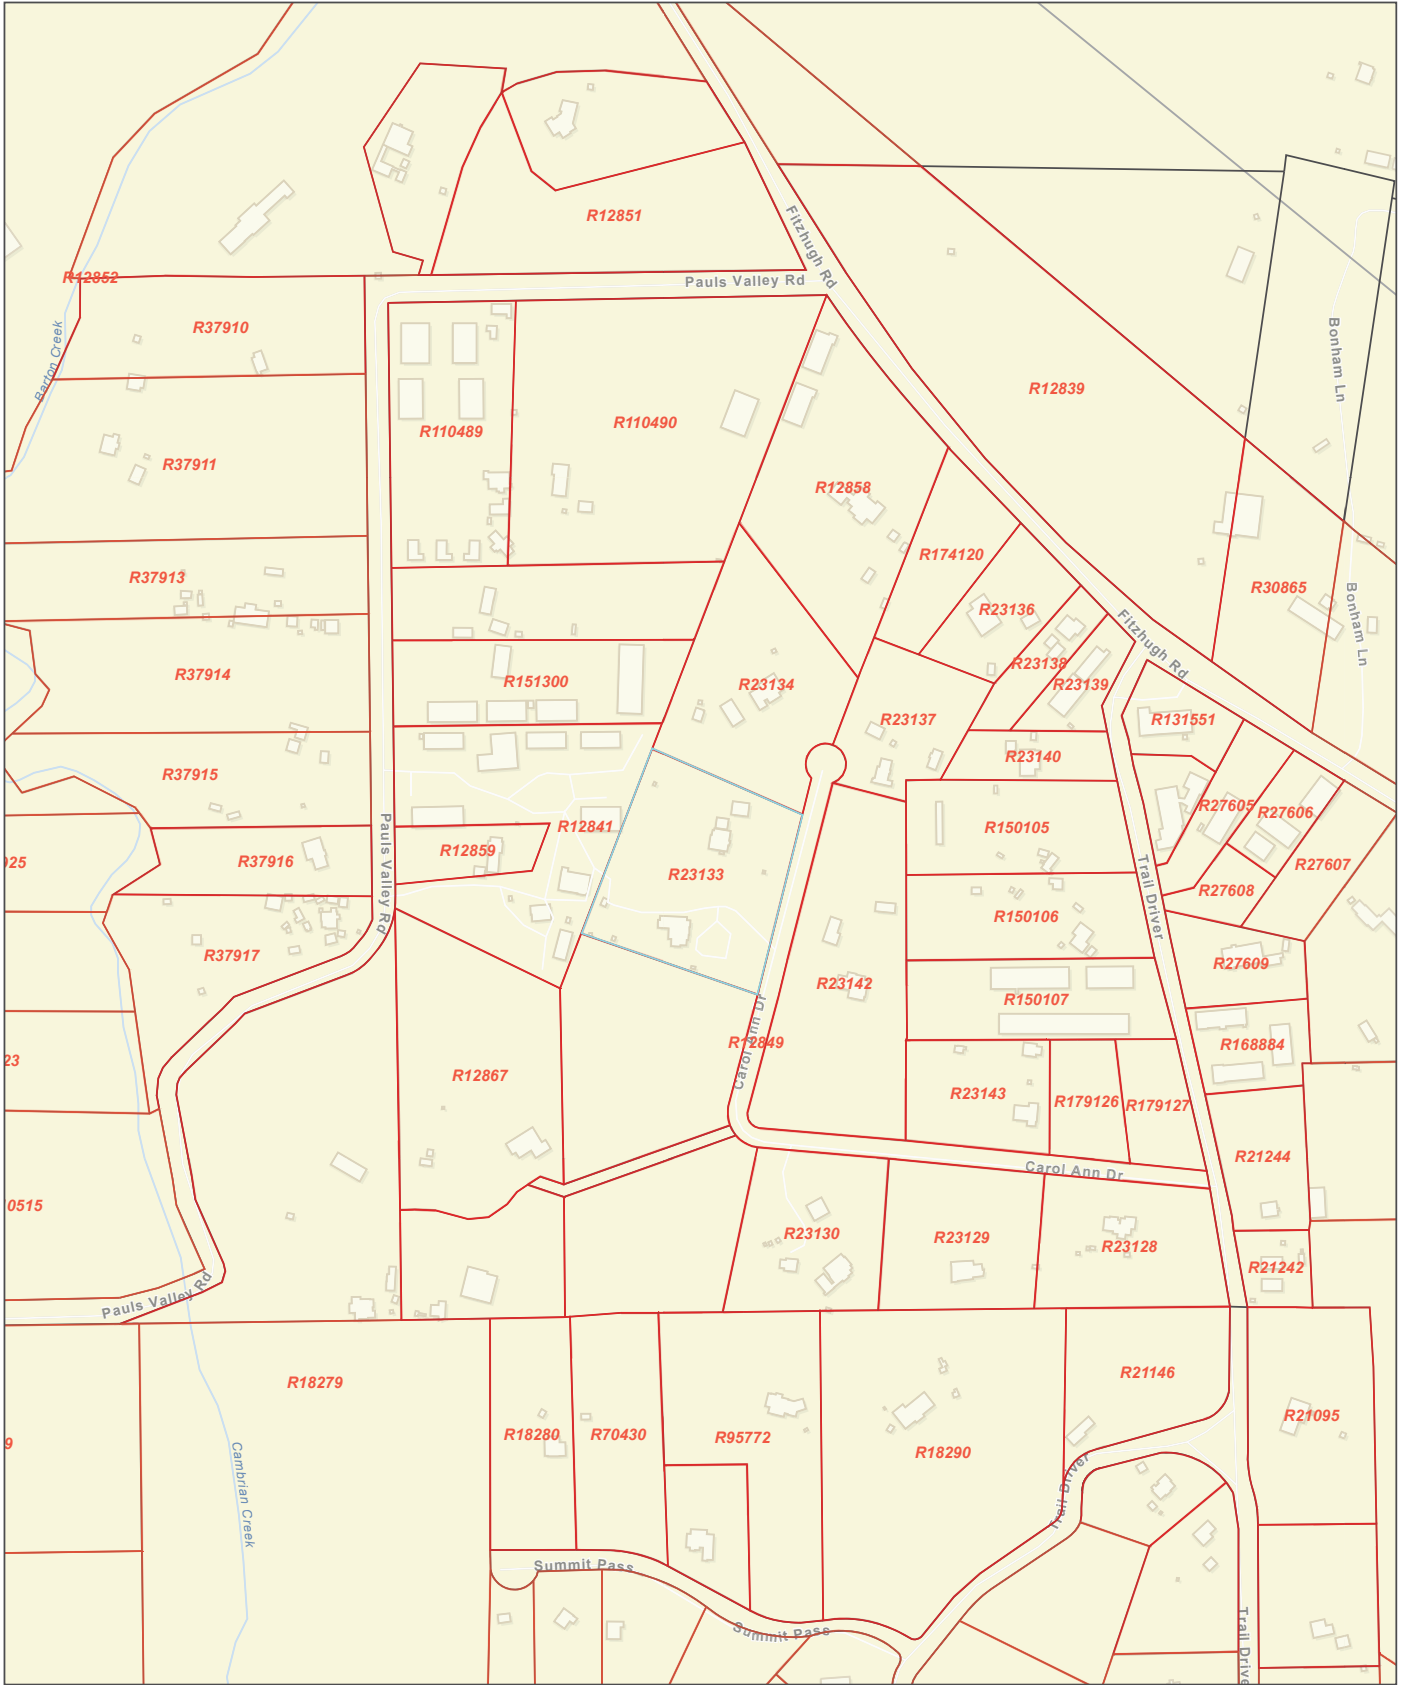 R12851
Fitzhugh Rd
R12852
Pauls Valley Rd
R37910
Barton Creek
Bonham Ln
R12839
R110489
R110490
R37911
R12858
R174120
R37913
R30865
Bonham Ln
R23136
Fitzhugh Rd
R37914
R151300
R23134
R23138
R23139
R23137
R131551
R23140
R37915
R27605
R27606
Pauls Valley Rd
R12841
R150105
R12859
R37916
25
R23133
R27607
Trail Driver
R27608
R150106
R37917
R27609
R23142
R150107
Carol Ann Dr
R12849
R168884
23
R12867
R23143
R179126
R179127
R21244
Carol Ann Dr
0515
R23130
R23129
R23128
R21242
Pauls Valley Rd
R18279
R21146
R21095
9
R18280
R70430
R95772
R18290
Cambrian Creek
Trail Driver
Summit Pass
Summit Pass
Trail Drive